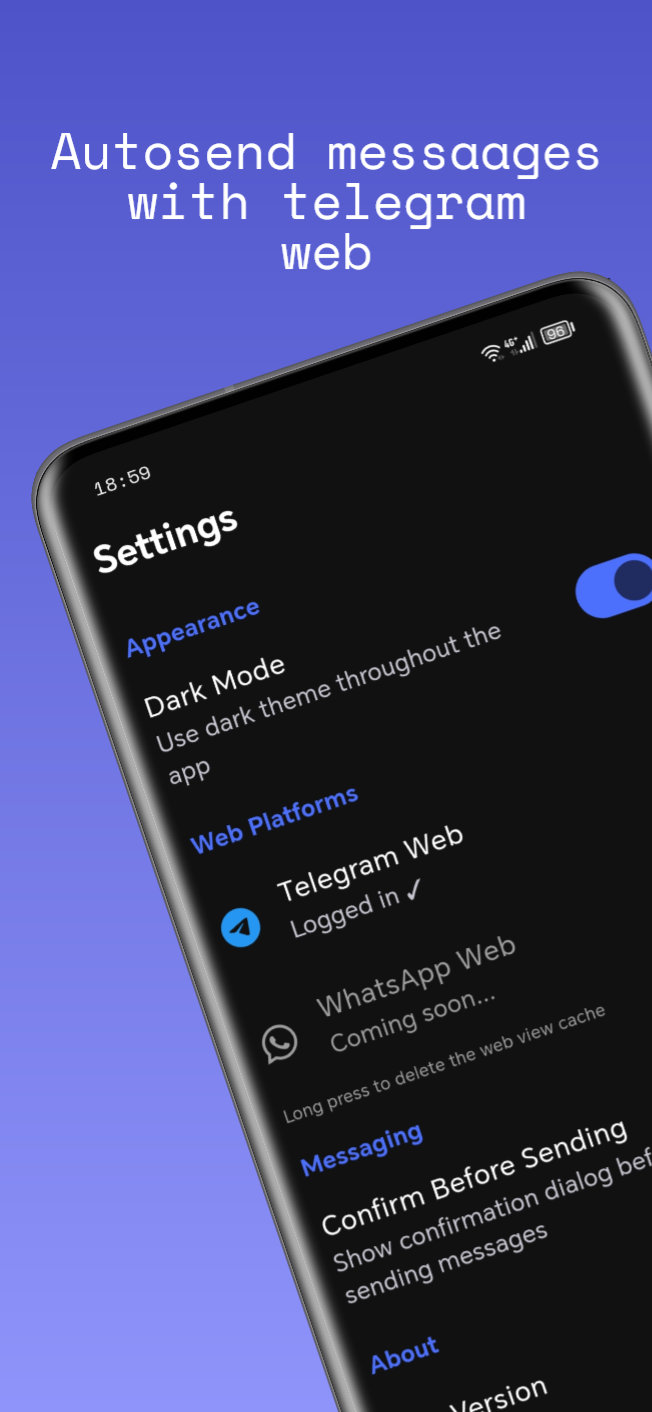 Autosend messaages
with telegram
web
96
18:59
Settings
Appearance
Dark Mode
Use dark theme throughout the
app
Web Platforms
Telegram Web
Logged in ✓
WhatsApp Web
Coming soon...
Long press to delete the web view cache
Messaging
Confirm Before Sending
Show confirmation dialog bef
sending messages
About
Version